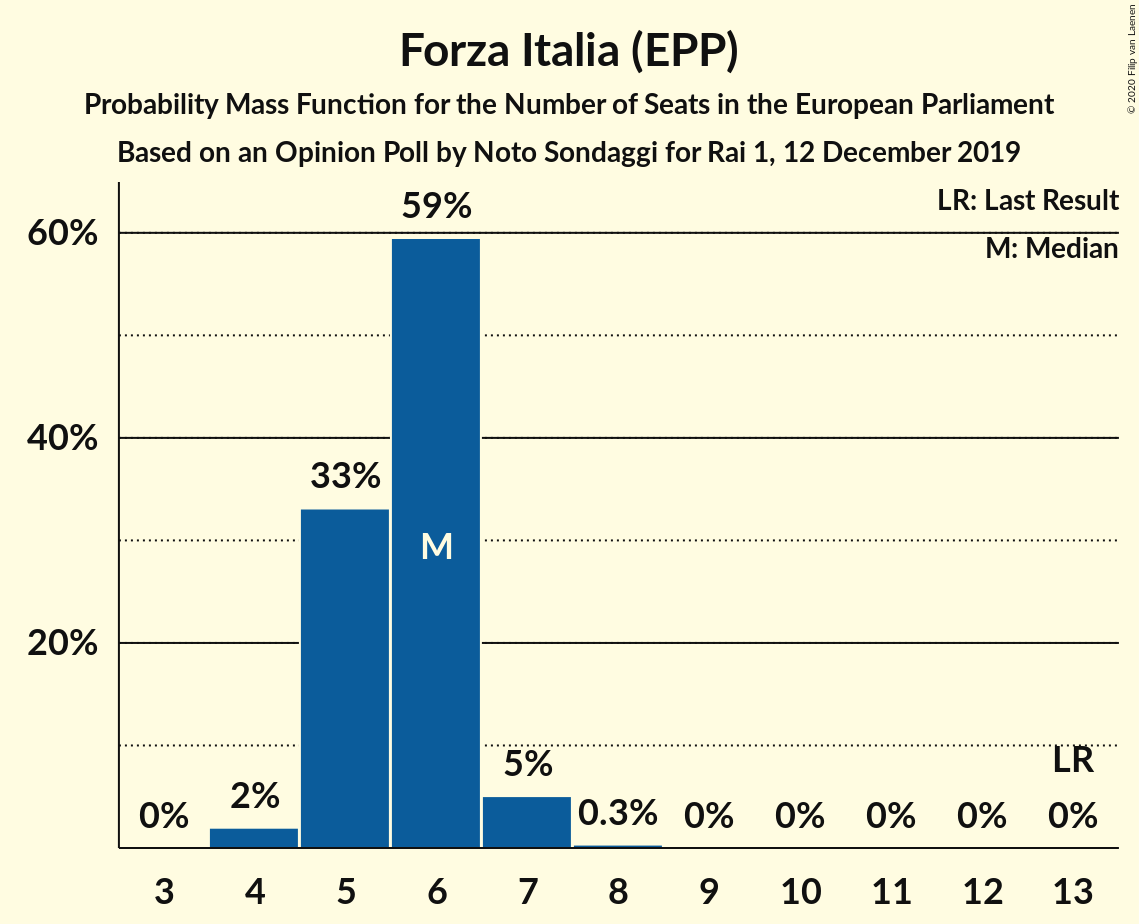 Forza Italia (EPP)
Probability Mass Function for the Number of Seats in the European Parliament
Based on an Opinion Poll by Noto Sondaggi for Rai 1, 12 December 2019
© 2020 Filip van Laenen
LR: Last Result
M: Median
60%
40%
20%
0%
2%
33%
59%
M
5%
0.3%
0%
0%
0%
0%
LR
0%
3 4 5 6 7 8 9 10 11 12 13